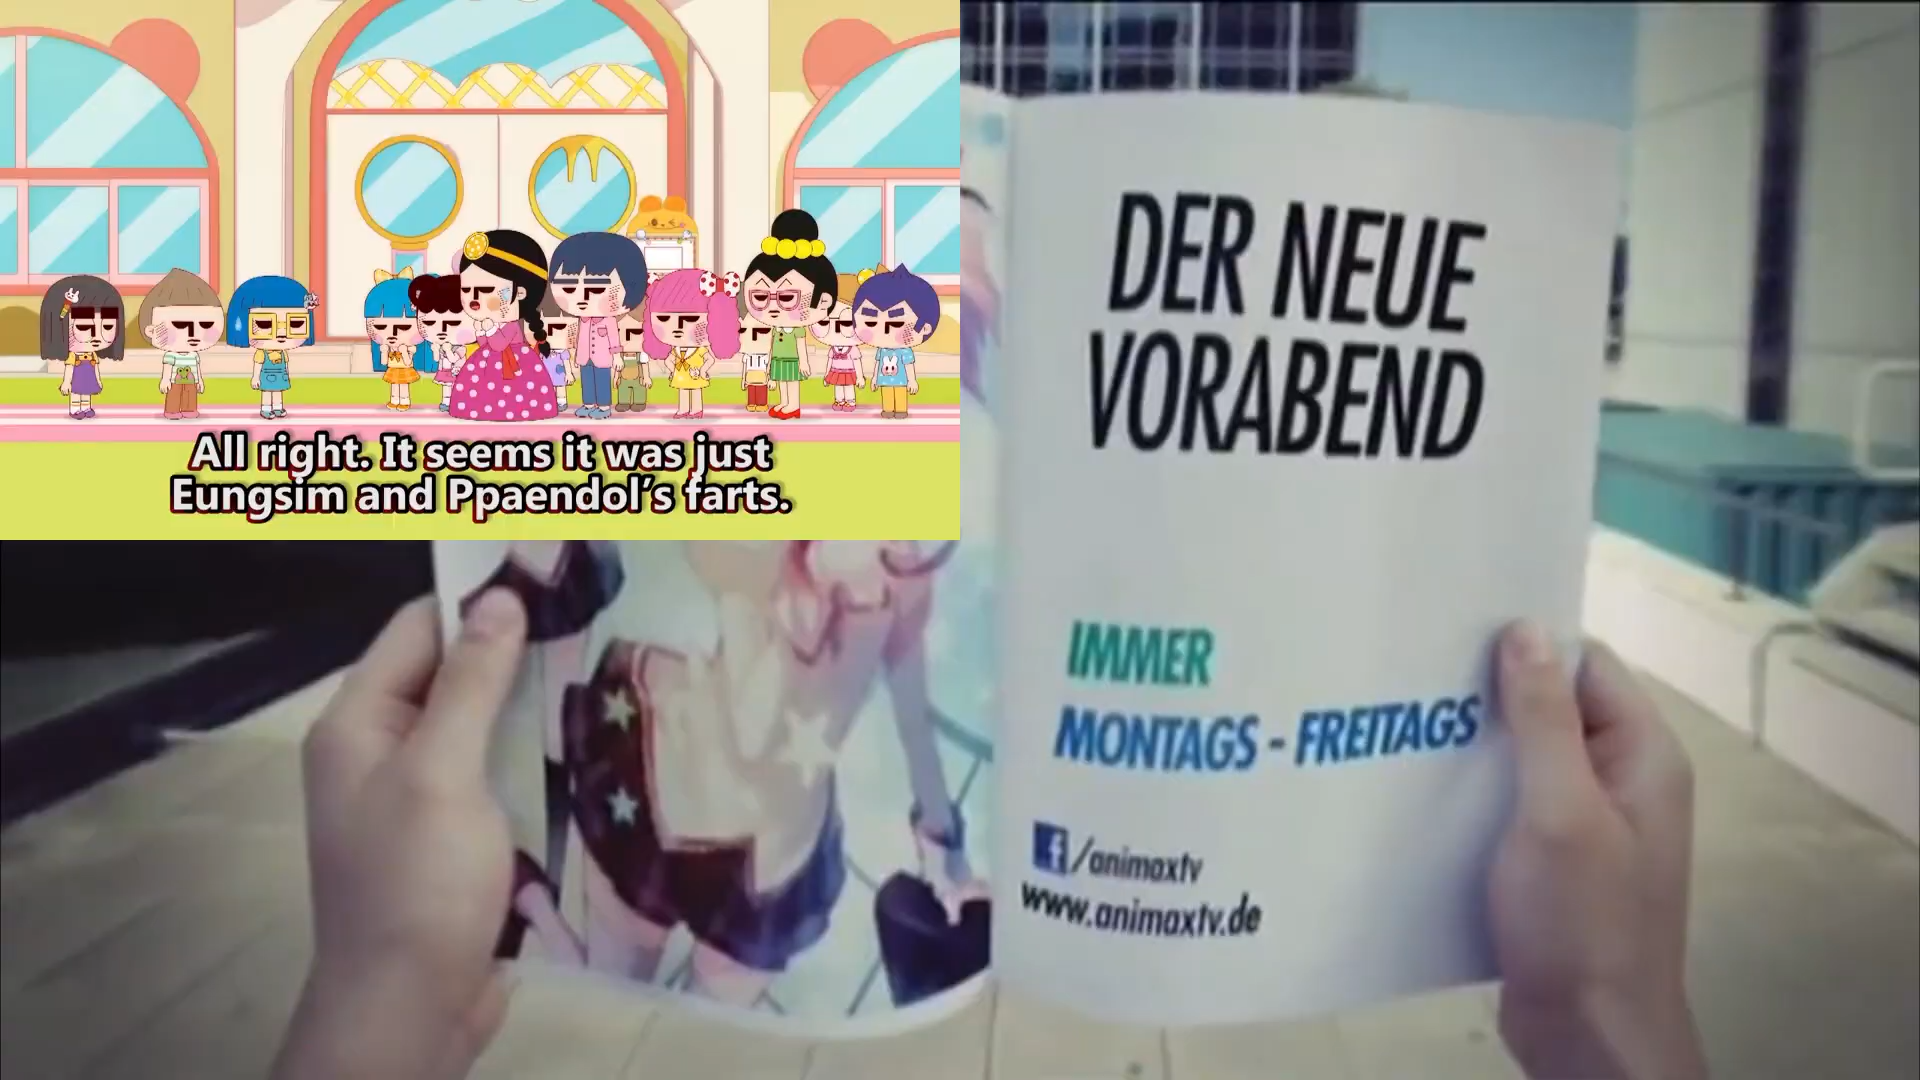 All right. It seems it was just
Eungsim and Ppaendol's farts.
DER NEUE
VORABEND
IMMER
MONTAGS - FREITAGS
f/animaxtv
www.animaxtv.de